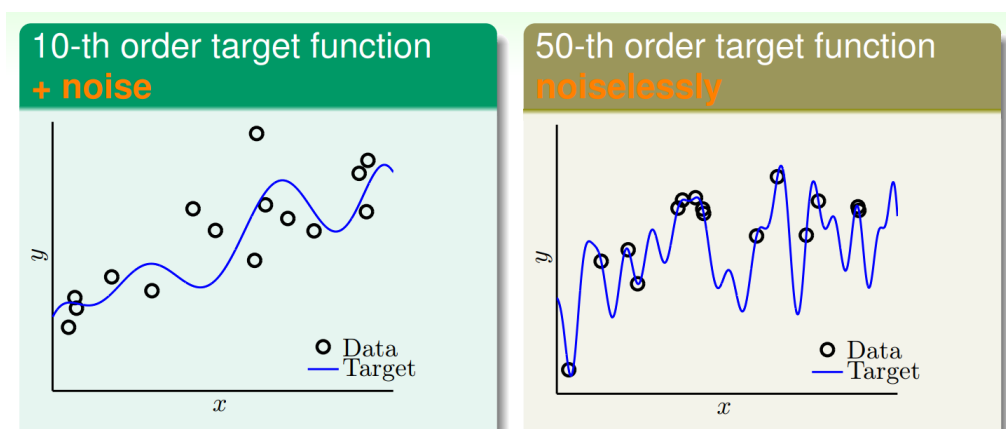 10-th order target function
+ noise
y
Data
Target
x
50-th order target function
noiselessly
y
Data
Target
x